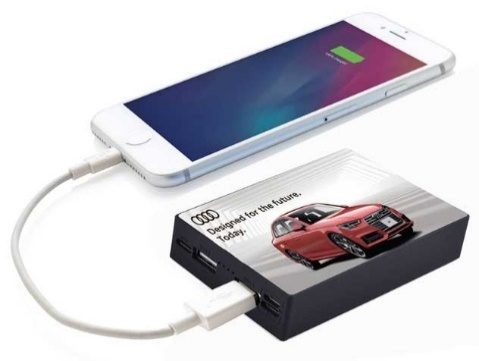 Designed for the future.
Today.